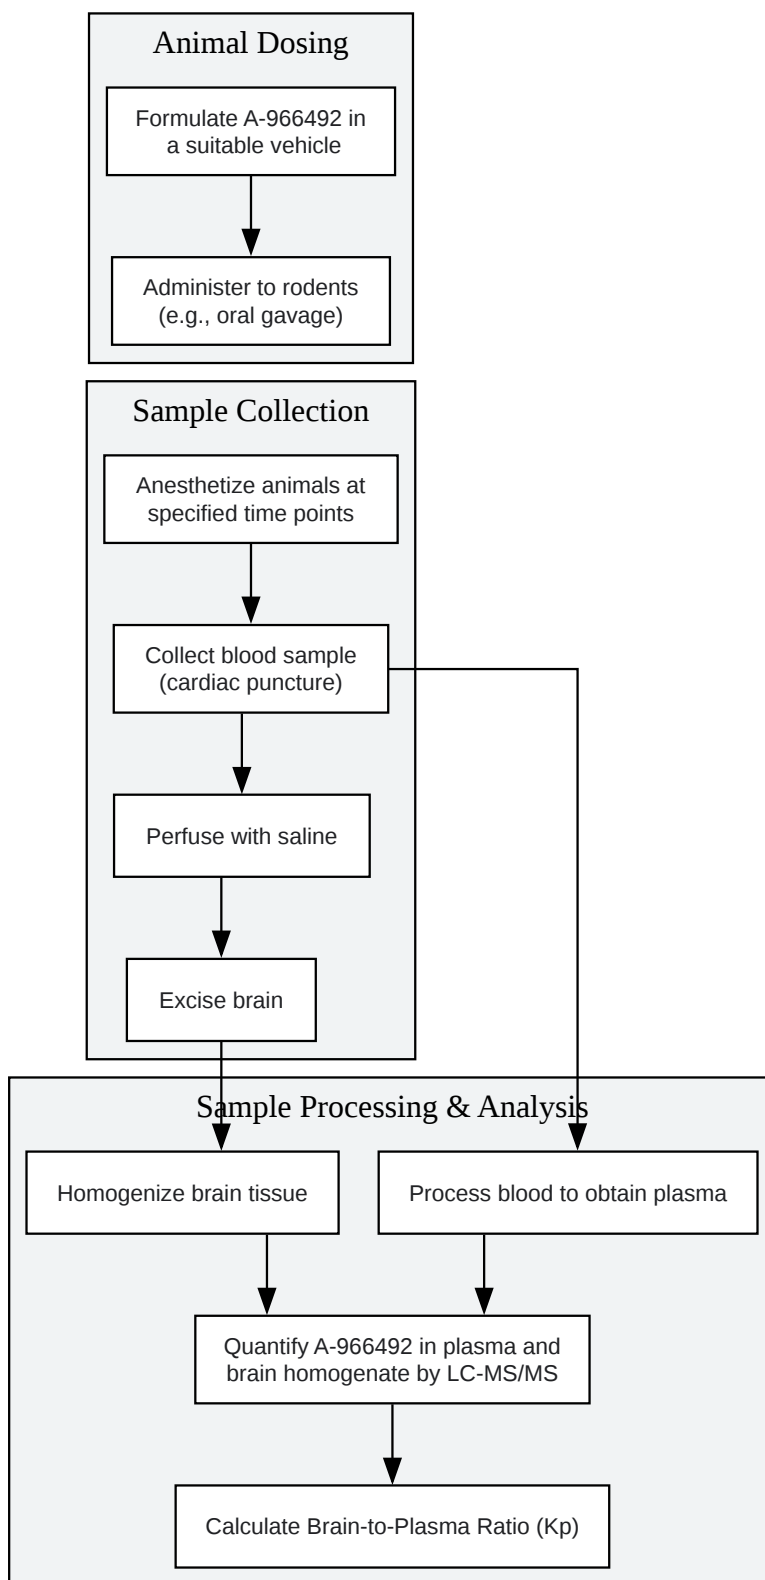 Animal Dosing
Formulate A-966492 in
a suitable vehicle
Administer to rodents
(e.g., oral gavage)
Sample Collection
Anesthetize animals at
specified time points
Collect blood sample
(cardiac puncture)
Perfuse with saline
Excise brain
Sample Processing & Analysis
Homogenize brain tissue
Process blood to obtain plasma
Quantify A-966492 in plasma and
brain homogenate by LC-MS/MS
Calculate Brain-to-Plasma Ratio (Kp)